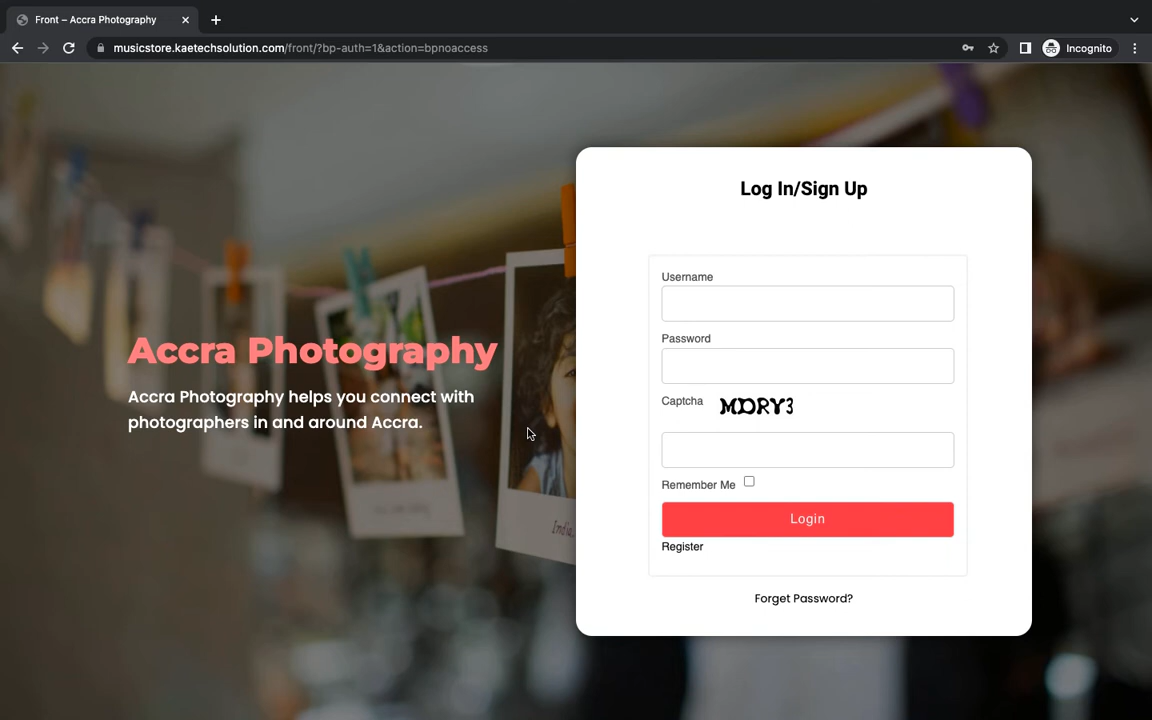 Front – Accra Photography
musicstore.kaetechsolution.com/front/?bp-auth=1&action=bpnoaccess
Incognito
Log In/Sign Up
Username
Password
Captcha MDRY3
Remember Me
Login
Register
Forget Password?
Accra Photography
Accra Photography helps you connect with
photographers in and around Accra.